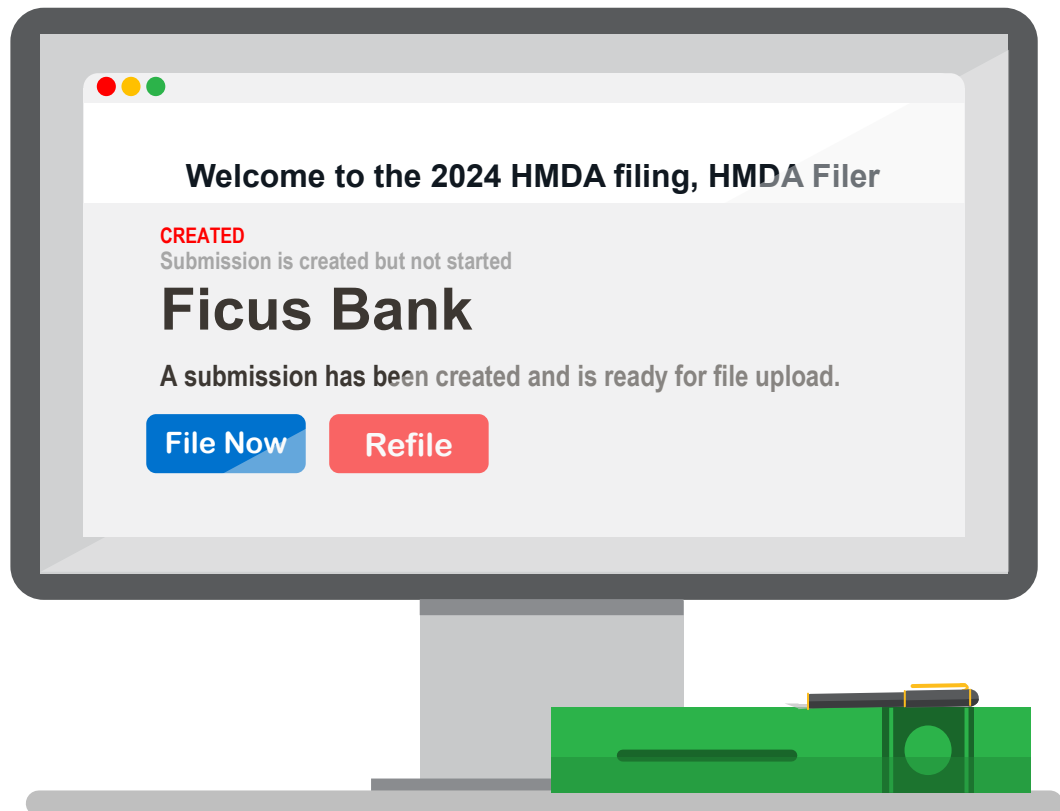 Welcome to the 2024 HMDA filing, HMDA Filer
CREATED
Submission is created but not started
Ficus Bank
A submission has been created and is ready for file upload.
File Now
Refile